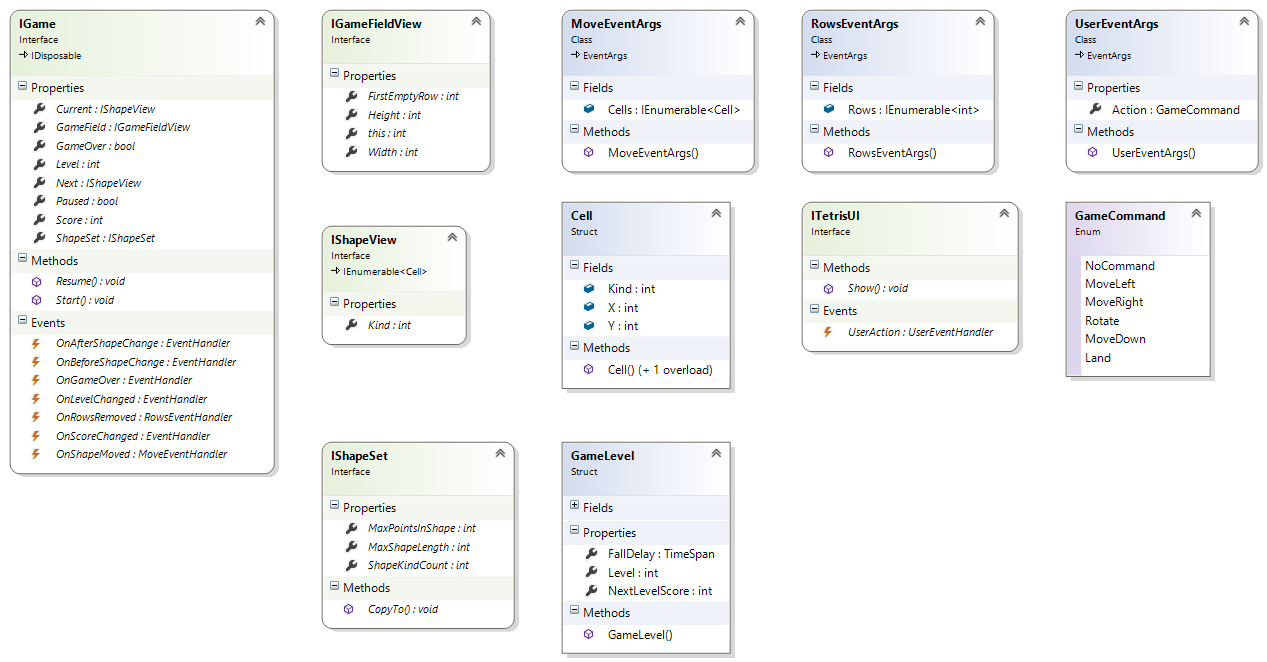 IGame
Interface
IDisposable
Properties
Current : IShapeView
GameField : IGameFieldView
GameOver : bool
Level : int
Next : IShapeView
Paused : bool
Score : int
ShapeSet : IShapeSet
Methods
Resume() : void
Start() : void
Events
OnAfterShapeChange : EventHandler
OnBeforeShapeChange : EventHandler
OnGameOver : EventHandler
OnLevelChanged : EventHandler
OnRowsRemoved : RowsEventHandler
OnScoreChanged : EventHandler
OnShapeMoved : MoveEventHandler
IGameFieldView
Interface
Properties
FirstEmptyRow : int
Height : int
this : int
Width : int
MoveEventArgs
Class
EventArgs
Fields
Cells : IEnumerable<Cell>
Methods
MoveEventArgs()
RowsEventArgs
Class
EventArgs
Fields
Rows : IEnumerable<int>
Methods
RowsEventArgs()
UserEventArgs
Class
EventArgs
Properties
Action : GameCommand
Methods
UserEventArgs()
IShapeView
Interface
IEnumerable<Cell>
Properties
Kind : int
Cell
Struct
Fields
Kind : int
X : int
Y : int
Methods
Cell() (+ 1 overload)
ITetrisUI
Interface
Methods
Show() : void
Events
UserAction : UserEventHandler
GameCommand
Enum
NoCommand
MoveLeft
MoveRight
Rotate
MoveDown
Land
IShapeSet
Interface
Properties
MaxPointsInShape : int
MaxShapeLength : int
ShapeKindCount : int
Methods
CopyTo() : void
GameLevel
Struct
Fields
Properties
FallDelay : TimeSpan
Level : int
NextLevelScore : int
Methods
GameLevel()